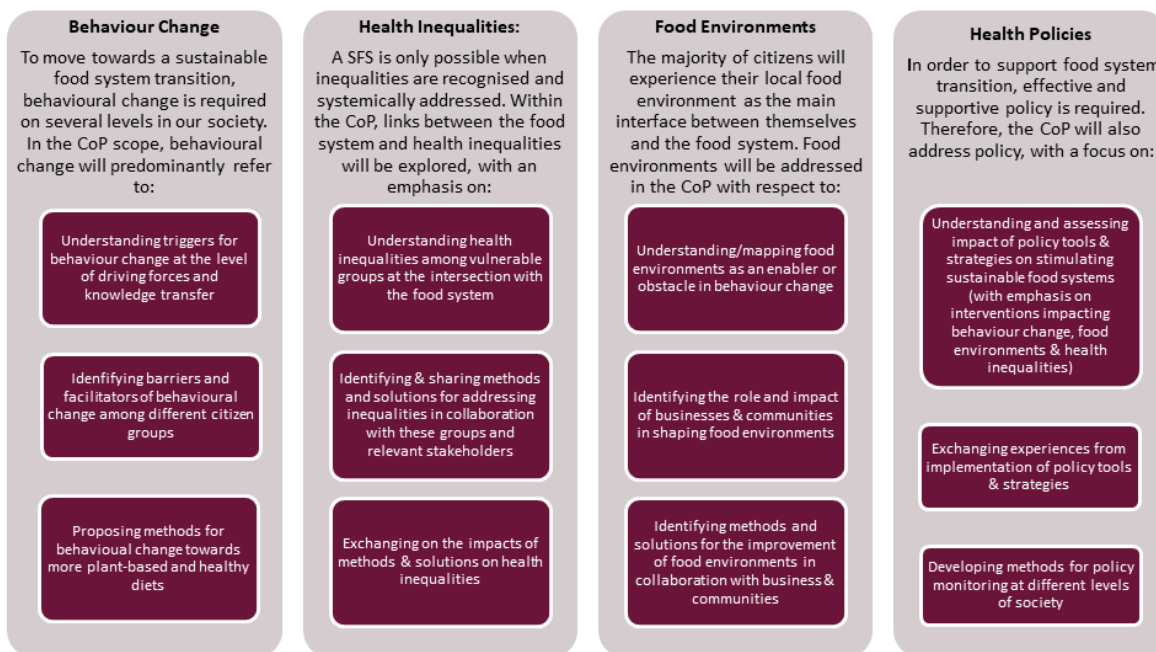 Behaviour Change
To move towards a sustainable
food system transition,
behavioural change is required
on several levels in our society.
In the CoP scope, behavioural
change will predominantly refer
to:
Understanding triggers for
behaviour change at the level
of driving forces and
knowledge transfer
Idenfifying barriers and
facilitators of behavioural
change among different citizen
groups
Proposing methods for
behavioual change towards
more plant-based and healthy
diets
Health Inequalities:
A SFS is only possible when
inequalities are recognised and
systemically addressed. Within
the CoP, links between the food
system and health inequalities
will be explored, with an
emphasis on:
Understanding health
inequalities among vulnerable
groups at the intersection with
the food system
Identifying & sharing methods
and solutions for addressing
inequalities in collaboration
with these groups and
relevant stakeholders
Exchanging on the impacts of
methods & solutions on health
inequalities
Food Environments
The majority of citizens will
experience their local food
environment as the main
interface between themselves
and the food system. Food
environments will be addressed
in the CoP with respect to:
Understanding/mapping food
environments as an enabler or
obstacle in behaviour change
Identifying the role and impact
of businesses & communities
in shaping food environments
Identifying methods and
solutions for the improvement
of food environments in
collaboration with business &
communities
Health Policies
In order to support food system
transition, effective and
supportive policy is required.
Therefore, the CoP will also
address policy, with a focus on:
Understanding and assessing
impact of policy tools &
strategies on stimulating
sustainable food systems
(with emphasis on
interventions impacting
behaviour change, food
environments & health
inequalities)
Exchanging experiences from
implementation of policy tools
& strategies
Developing methods for policy
monitoring at different levels
of society